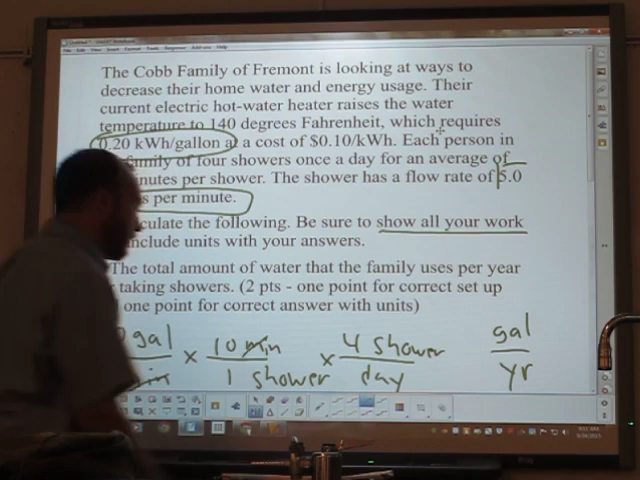 The Cobb Family of Fremont is looking at ways to
decrease their home water and energy usage. Their
current electric hot-water heater raises the water
temperature to 140 degrees Fahrenheit, which requires
0.20 kWh/gallon at a cost of $0.10/kWh. Each person in
family of four showers once a day for an average of
per shower. The shower has a flow rate of 5.0
per minute.
the following. Be sure to show all your work
units with your answers.
The total amount of water that the family uses per year
taking showers. (2 pts - one point for correct set up
one point for correct answer with units)
gal × 10 min × 4 shower gal
min 1 shower day yr